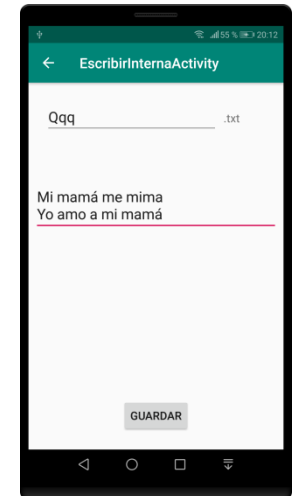 55 % 20:12
EscribirInternaActivity
Qqq .txt
Mi mamá me mima
Yo amo a mi mamá
GUARDAR